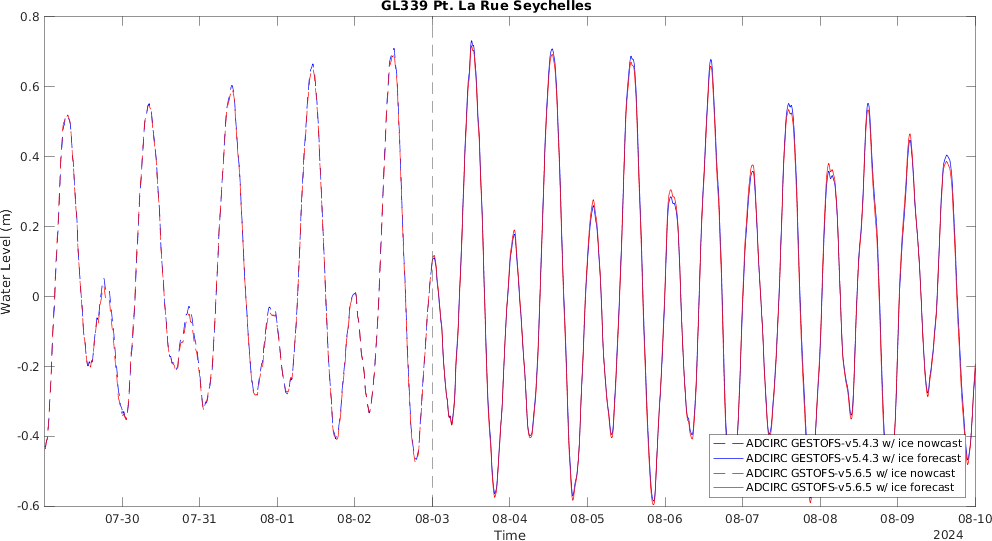 GL339 Pt. La Rue Seychelles
0.8
0.6
0.4
0.2
0
-0.2
-0.4
-0.6
Water Level (m)
ADCIRC GESTOFS-v5.4.3 w/ ice nowcast
ADCIRC GESTOFS-v5.4.3 w/ ice forecast
ADCIRC GSTOFS-v5.6.5 w/ ice nowcast
ADCIRC GSTOFS-v5.6.5 w/ ice forecast
07-30 07-31 08-01 08-02 08-03 08-04 08-05 08-06 08-07 08-08 08-09 08-10
Time
2024